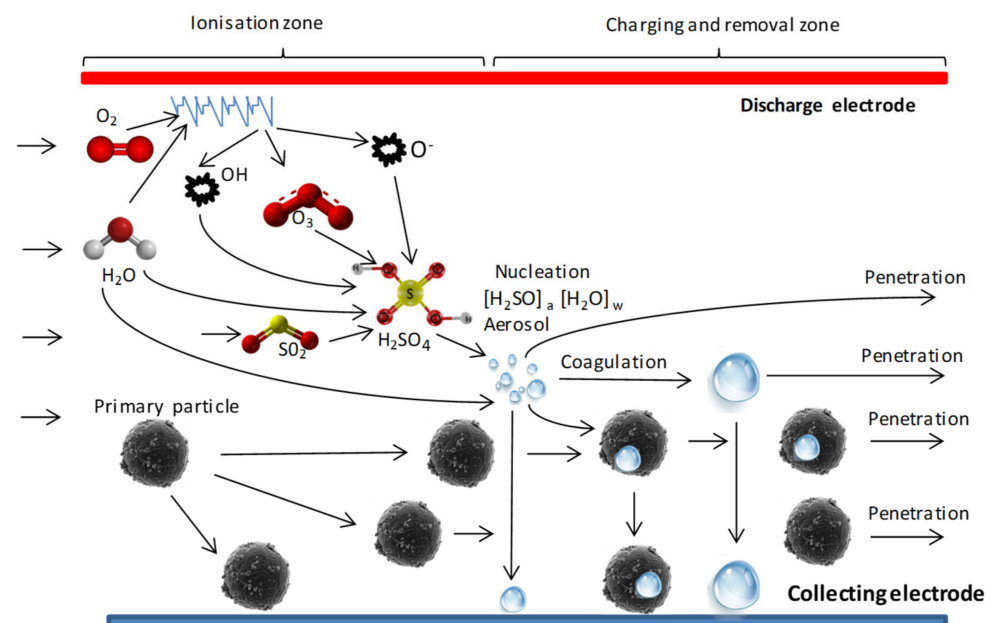 Ionisation zone
Charging and removal zone
Discharge electrode
O2
OH
O-
O3
H2O
H
S
H
H2SO4
SO2
Nucleation
[H2SO] a [H2O] w
Aerosol
Penetration
Coagulation
Penetration
Primary particle
Penetration
Penetration
Collecting electrode